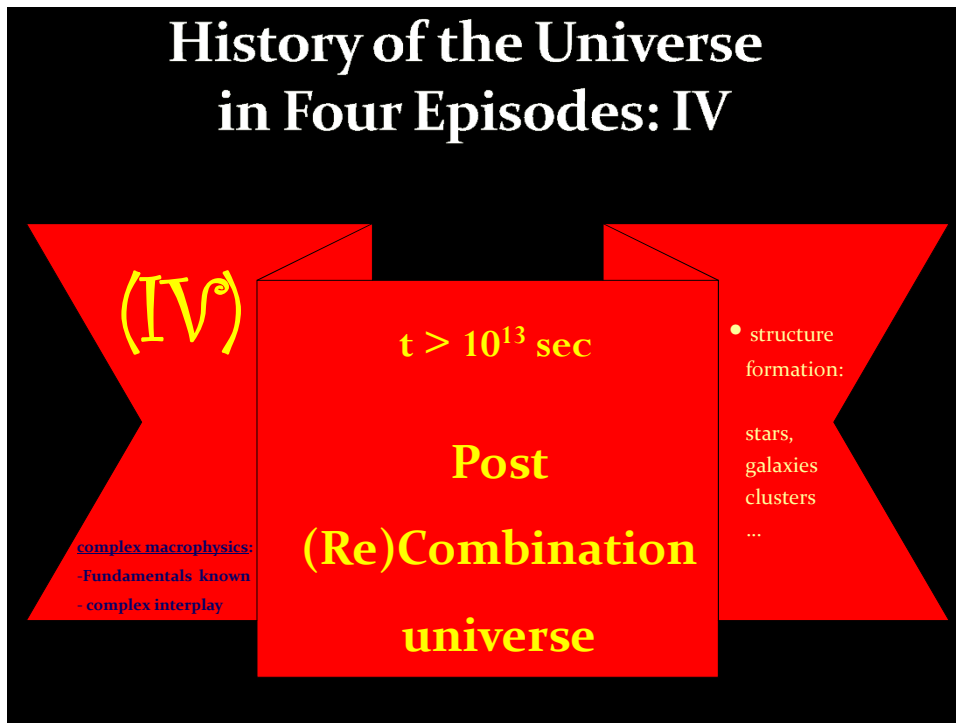 History of the Universe
in Four Episodes: IV
(IV)
complex macrophysics:
-Fundamentals known
- complex interplay
t > 10¹³ sec
Post
(Re)Combination
universe
• structure
formation:
stars,
galaxies
clusters
...